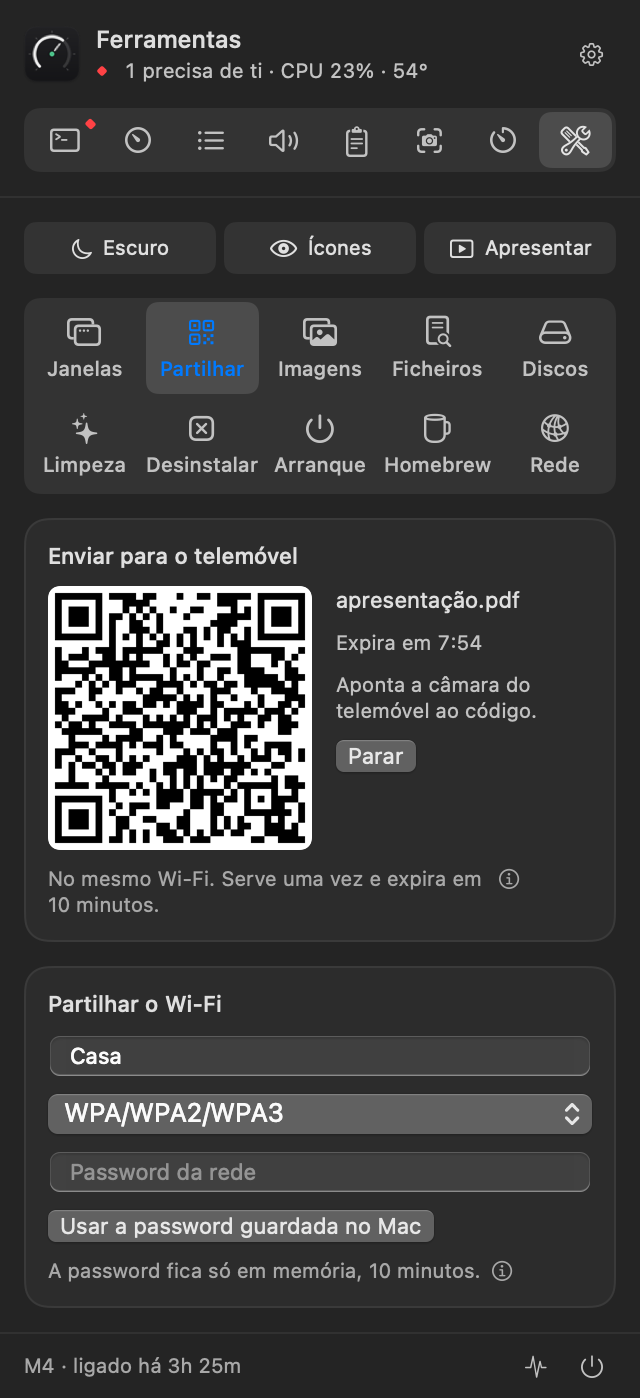 Ferramentas
1 precisa de ti · CPU 23% · 54°
Escuro
Ícones
Apresentar
Janelas
Partilhar
Imagens
Ficheiros
Discos
Limpeza
Desinstalar
Arranque
Homebrew
Rede
Enviar para o telemóvel
apresentação.pdf
Expira em 7:54
Aponta a câmara do
telemóvel ao código.
Parar
No mesmo Wi-Fi. Serve uma vez e expira em
10 minutos.
Partilhar o Wi-Fi
Casa
WPA/WPA2/WPA3
Password da rede
Usar a password guardada no Mac
A password fica só em memória, 10 minutos.
M4 · ligado há 3h 25m